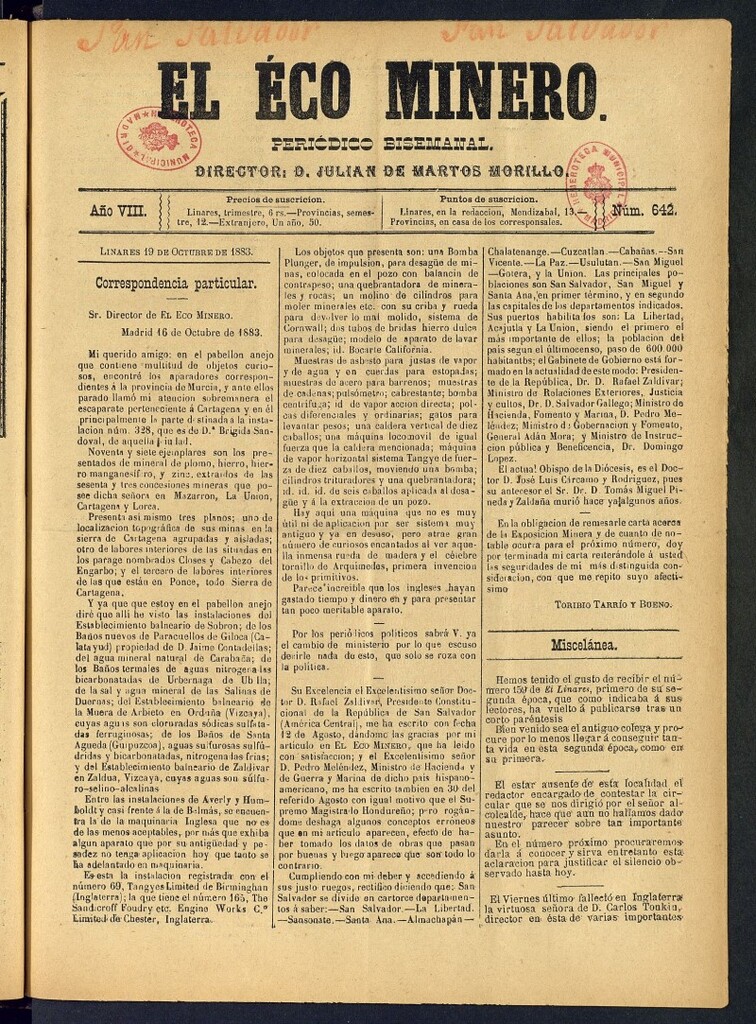 San Salvador San Salvador
EL ÉCO MINERO.
PERIÓDICO BISEMANAL.
DIRECTOR: D. JULIAN DE MARTOS MORILLO.
HEMEROTECA MUNICIPAL MADRID
HEMEROTECA MUNICIPAL MADRID
Año VIII.
Precios de suscricion.
Linares, trimestre, 6 rs.—Provincias, semes-
tre, 12.—Extranjero, Un año, 50.
Puntos de suscricion.
Linares, en la redaccion, Mendizabal, 13.—
Provincias, en casa de los corresponsales.
Núm. 642.
LINARES 19 DE OCTUBRE DE 1883.
Correspondencia particular.
Sr. Director de EL ECO MINERO.
Madrid 16 de Octubre de 1883.
Mi querido amigo: en el pabellon anejo
que contiene multitud de objetos curio-
sos, encontré los aparadores correspon-
dientes á la provincia de Murcia, y ante ellos
parado llamó mi atencion sobremanera el
escaparate perteneciente á Cartagena y en él
principalmente la parte destinada á la insta-
lacion núm. 328, que es de D.ª Brigida San-
doval, de aquella ciudad.
Noventa y siete ejemplares son los pre-
sentados de mineral de plomo, hierro, hier-
ro manganesífero, y zinc, extraidos de las
sesenta y tres concesiones mineras que po-
see dicha señora en Mazarron, La Union,
Cartagena y Lorca.
Presenta asi mismo tres planos; uno de
localizacion topográfica de sus minas en la
sierra de Cartagena agrupadas y aisladas;
otro de labores interiores de las situadas en
los parage nombrados Closes y Cabezo del
Engarbo; y el tercero de labores interiores
de las que están en Ponce, todo Sierra de
Cartagena.
Y ya que que estoy en el pabellon anejo
diré que allí he visto las instalaciones del
Establecimiento balneario de Sobron; de los
Baños nuevos de Paracuellos de Giloca (Ca-
latayud) propiedad de D. Jaime Contadellas;
del agua mineral natural de Carabaña; de
los Baños termales de aguas nitrogenadas
bicarbonatadas de Urbernaga de Ubilla;
de la sal y agua mineral de las Salinas de
Duernas; del Establecimiento balneario de
la Muera de Arbieto en Orduña (Vizcaya),
cuyas aguas son cloruradas sódicas sulfata-
das ferruginosas; de los Baños de Santa
Agueda (Guipuzcoa), aguas sulfurosas sulfú-
dricas y bicarbonatadas, nitrogenadas frias;
y del Establecimiento balneario de Zaldivar
en Zaldua, Vizcaya, cuyas aguas son súlfu-
ro-selino-alcalinas
Entre las instalaciones de Averly y Hum-
boldt y casi frente á la de Belmás, se encuen-
tra la de la maquinaria Inglesa que no es
de las menos aceptables, por más que exhiba
algun aparato que por su antigüedad y pe-
sadez no tenga aplicacion hoy que tanto se
ha adelantado en maquinaria.
Es esta la instalacion registrada con el
número 69, Tangyes Limited de Birminghan
(Inglaterra); la que tiene el número 165, The
Sandicroff Foudry etc. Engine Works C.ª
Limited de Chester, Inglaterra.
Los objetos que presenta son: una Bomba
Plunger, de impulsion, para desagüe de mi-
nas, colocada en el pozo con balancin de
contrapeso; una quebrantadora de minera-
les y rocas; un molino de cilindros para
moler minerales etc. con su criba y rueda
para devolver lo mal molido, sistema de
Cornwall; dos tubos de bridas hierro dulce
para desagüe; modelo de aparato de lavar
minerales; id. Bocarte California.
Muestras de asbesto para justas de vapor
y de agua y en cuerdas para estopadas;
muestras de acero para barrenos; muestras
de cadenas; pulsómetro; cabrestante; bomba
centrífuga; id de vapor accion directa; po-
leas diferenciales y ordinarias; gatos para
levantar pesos; una caldera vertical de diez
caballos; una máquina locomovil de igual
fuerza que la caldera mencionada; máquina
de vapor horizontal sistema Tangye de fuer-
za de diez caballos, moviendo una bomba;
cilindros trituradores y una quebrantadora;
id. id. id. de seis caballos aplicada al desa-
güe y á la extraccion de un pozo.
Hay aquí una máquina que no es muy
útil ni de aplicacion por ser sistema muy
antiguo y ya en desuso, pero atrae gran
número de curiosos encantados al ver aque-
lla inmensa rueda de madera y el célebre
tornillo de Arquimedes, primera invencion
de los primitivos.
Parece increible que los ingleses hayan
gastado tiempo y dinero en y para presentar
tan poco meritable aparato.
Por los periódicos politicos sabrá V. ya
el cambio de ministerio por lo que escuso
decirle nada de esto, que solo se roza con
la política.
Su Excelencia el Excelentisimo señor Doc-
tor D. Rafael Zaldivar, Presidente Constitu-
cional de la República de San Salvador
(América Central), me ha escrito con fecha
12 de Agosto, dándome las gracias por mi
artículo en EL ECO MINERO, que ha leido
con satisfaccion; y el Excelentísimo señor
D. Pedro Meléndez, Ministro de Hacienda y
de Guerra y Marina de dicho pais hispano-
americano, me ha escrito tambien en 30 del
referido Agosto con igual motivo que el Su-
premo Magistrado Hondureño; pro rogán-
dome deshaga algunos conceptos erróneos
que en mi artículo aparecen, efecto de ha-
ber tomado los datos de obras que pasan
por buenas y luego aparece que son todo lo
contrario.
Cumpliendo con mi deber y accediendo á
sus justo ruegos, rectifico diciendo que: San
Salvador se divide en cartorce departamen-
tos á saber:—San Salvador.—La Libertad.
—Sansonate.—Santa Ana.—Almachapán—
Chalatenange.—Cuzcatlan.—Cabañas.—San
Vicente.—La Paz.—Usulutan.—San Miguel
—Gotera, y la Union. Las principales po-
blaciones son San Salvador, San Miguel y
Santa Ana, en primer término, y en segundo
las capitales de los departamentos indicados.
Sus puertos habilitados son: La Libertad,
Acajutla y La Union, siendo el primero el
más importante de ellos; la poblacion del
pais segun el último censo, paso de 600 000
habitantes; el Gabinete de Gobierno está for-
mado en la actualidad de este modo: Presiden-
te de la República, Dr. D. Rafael Zaldivar;
Ministro de Relaciones Exteriores, Justicia
y cultos, Dr. D. Salvador Gallego; Ministro de
Hacienda, Fomento y Marina, D. Pedro Me-
léndez; Ministro de Gobernacion y Fomento,
General Adán Mora; y Ministro de Instruc-
cion pública y Beneficencia, Dr. Domingo
Lopez.
El actual Obispo de la Diócesis, es el Doc-
tor D. José Luis Cárcamo y Rodriguez, pues
su antecesor el Sr. Dr. D Tomás Miguel Pi-
neda y Zaldaña murió hace ya algunos años.
En la obligacion de remesarle carta acerca
de la Exposicion Minera y de cuanto de no-
table ocurra para el próximo número, doy
por terminada mi carta reiterándole á usted
las seguridades de mi más distinguida con-
sideracion, con que me repito suyo afectí-
simo
TORIBIO TARRÍO Y BUENO.
Miscelánea.
Hemos tenido el gusto de recibir el nú-
mero 159 de El Linares, primero de su se-
gunda época, que como indicaba á sus
lectores, ha vuelto á publicarse tras un
corto paréntesis
Bien venido sea el antiguo colega y pro-
cure por lo menos llegar á conseguir tan-
ta vida en esta segunda época, como en
su primera.
El estar ausente de esta localidad el
redactor encargado de contestar la cir-
cular que se nos dirigió por el señor al-
calcalde, hace que aun no hallamos dado
nuestro parecer sobre tan importante
asunto.
En el número próximo procuraremos
darla á conocer y sirva entretanto esta
aclaracion para justificar el silencio ob-
servado hasta hoy.
El Viernes último falleció en Inglaterra
la virtuosa señora de D. Carlos Tonkin,
director en ésta de varias importantes